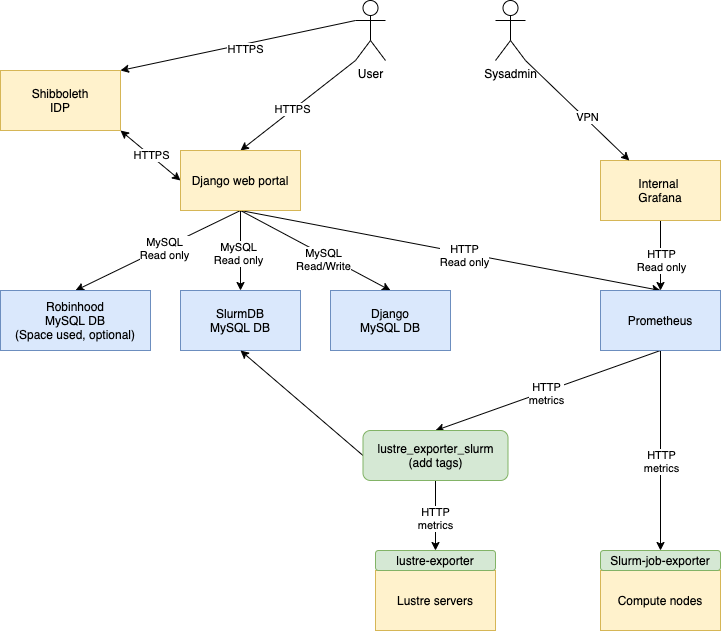 HTTPS
User
Sysadmin
Shibboleth
IDP
HTTPS
VPN
HTTPS
Django web portal
Internal
Grafana
MySQL
Read only
MySQL
Read only
MySQL
Read/Write
HTTP
Read only
HTTP
Read only
Robinhood
MySQL DB
(Space used, optional)
SlurmDB
MySQL DB
Django
MySQL DB
Prometheus
HTTP
metrics
lustre_exporter_slurm
(add tags)
HTTP
metrics
HTTP
metrics
lustre-exporter
Lustre servers
Slurm-job-exporter
Compute nodes